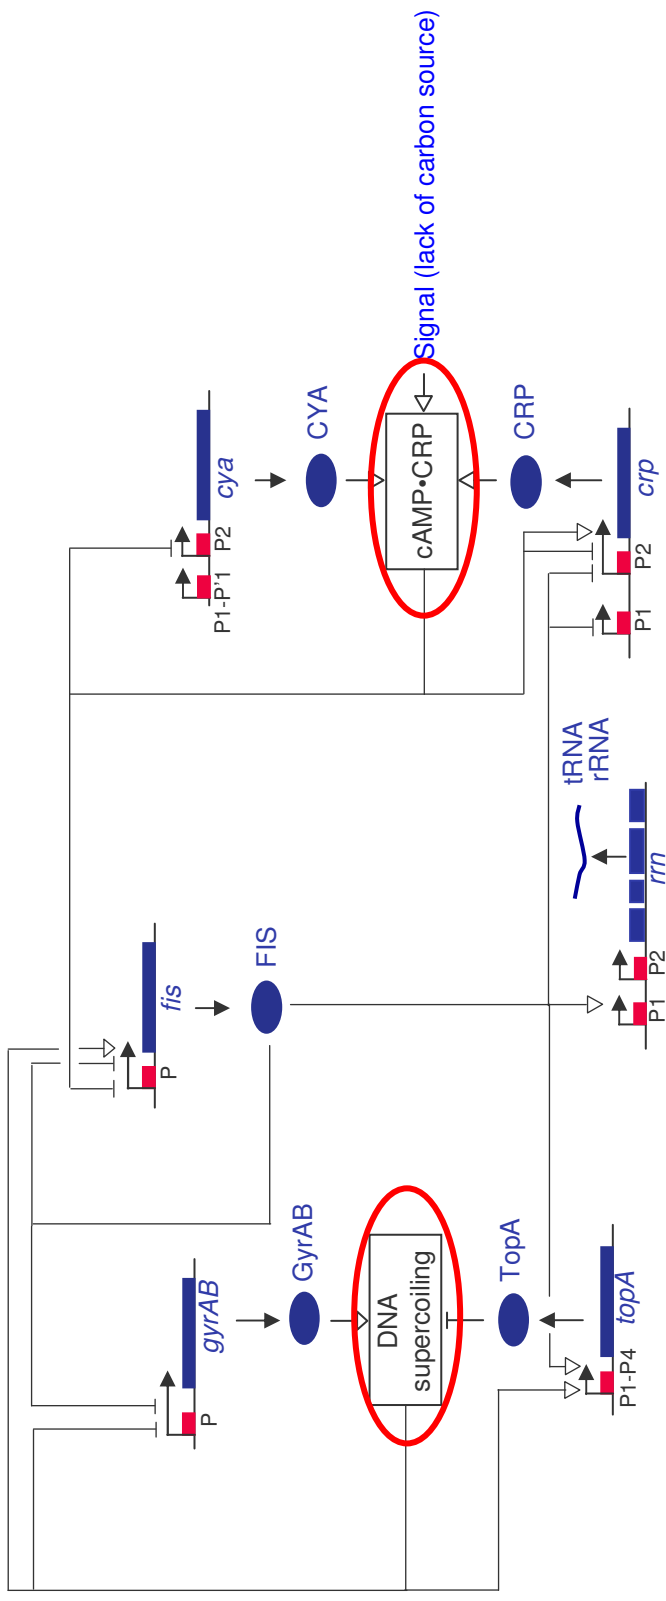 gyrAB
P
GyrAB
DNA
supercoiling
TopA
topA
P1-P4
fis
P
FIS
tRNA
rRNA
rrn
P1
P2
cya
P1-P'1
P2
CYA
cAMP•CRP
Signal (lack of carbon source)
CRP
crp
P1
P2